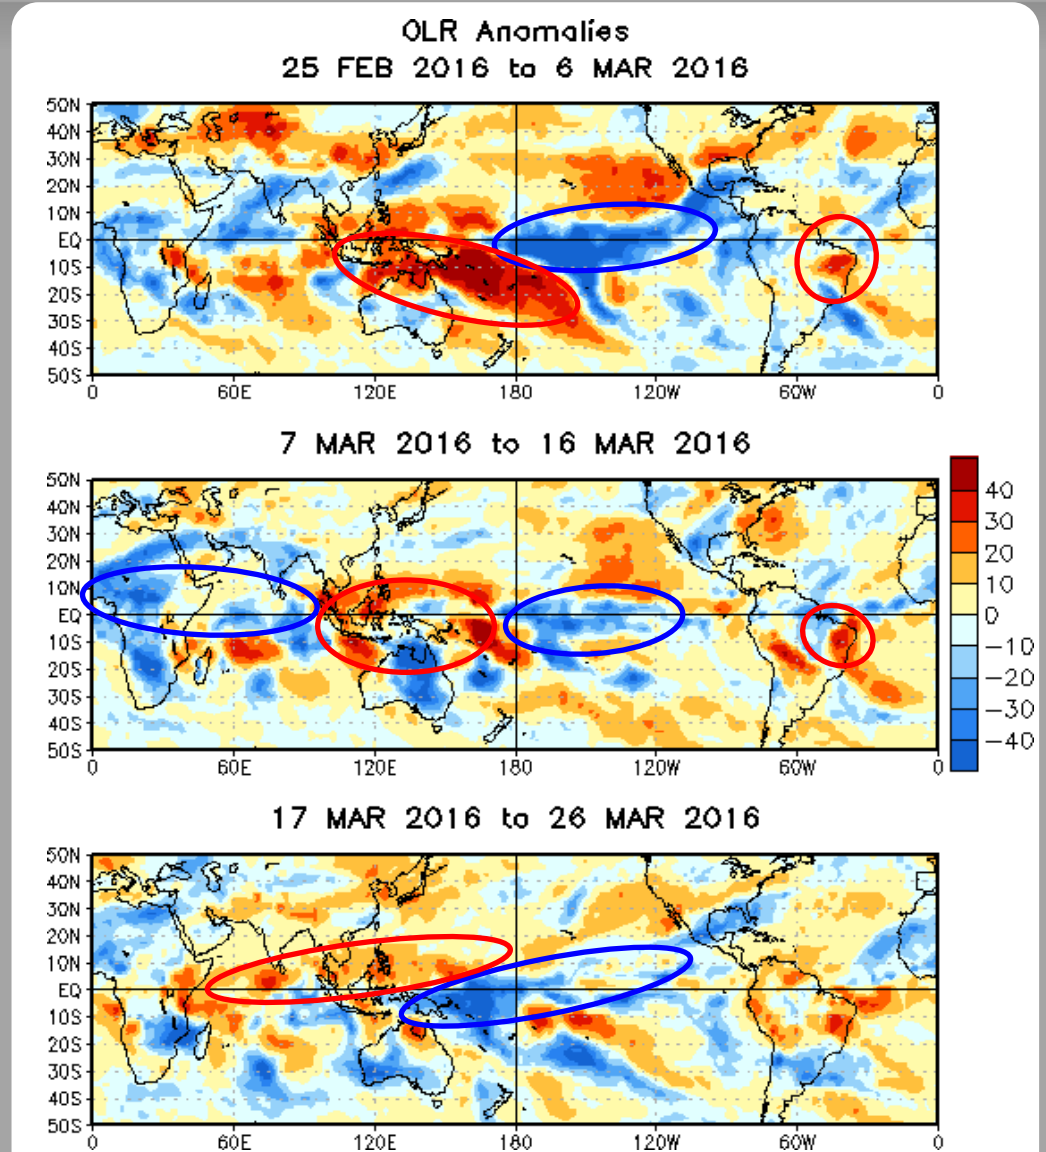 OLR Anomalies
25 FEB 2016 to 6 MAR 2016
50N
40N
30N
20N
10N
EQ
10S
20S
30S
40S
50S
0 60E 120E 180 120W 60W 0
7 MAR 2016 to 16 MAR 2016
50N
40N
30N
20N
10N
EQ
10S
20S
30S
40S
50S
0 60E 120E 180 120W 60W 0
40
30
20
10
0
−10
−20
−30
−40
17 MAR 2016 to 26 MAR 2016
50N
40N
30N
20N
10N
EQ
10S
20S
30S
40S
50S
0 60E 120E 180 120W 60W 0